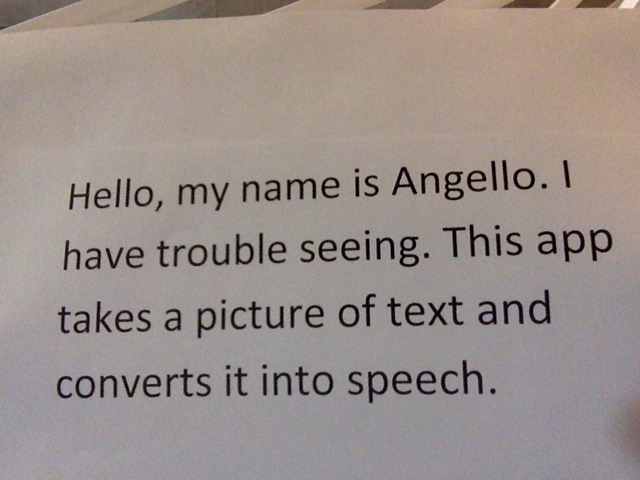 Hello, my name is Angello. I
have trouble seeing. This app
takes a picture of text and
converts it into speech.